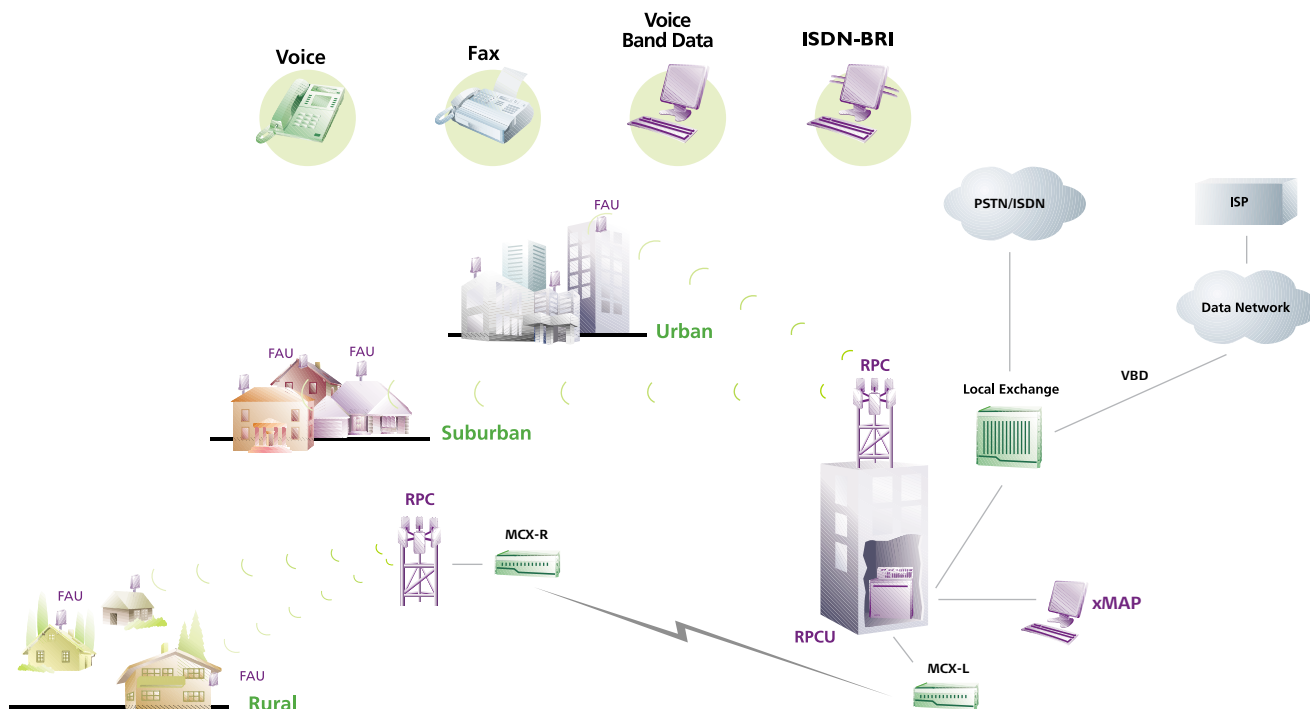 Voice
Fax
Voice
Band Data
ISDN-BRI
PSTN/ISDN
ISP
FAU
Data Network
Urban
FAU
FAU
RPC
VBD
Local Exchange
Suburban
RPC
MCX-R
FAU
xMAP
RPCU
MCX-L
FAU
Rural